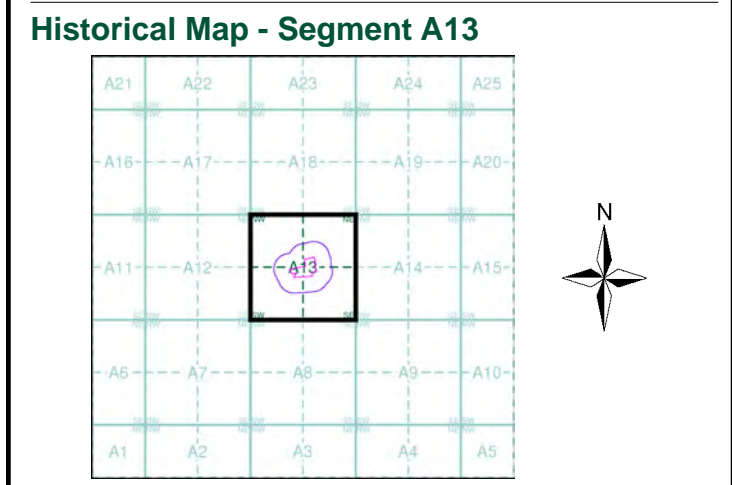 Historical Map - Segment A13
A21 A22 A23 A24 A25
A16 A17 A18 A19 A20
N
A11 A12 A13 A14 A15
A6 A7 A8 A9 A10
A1 A2 A3 A4 A5